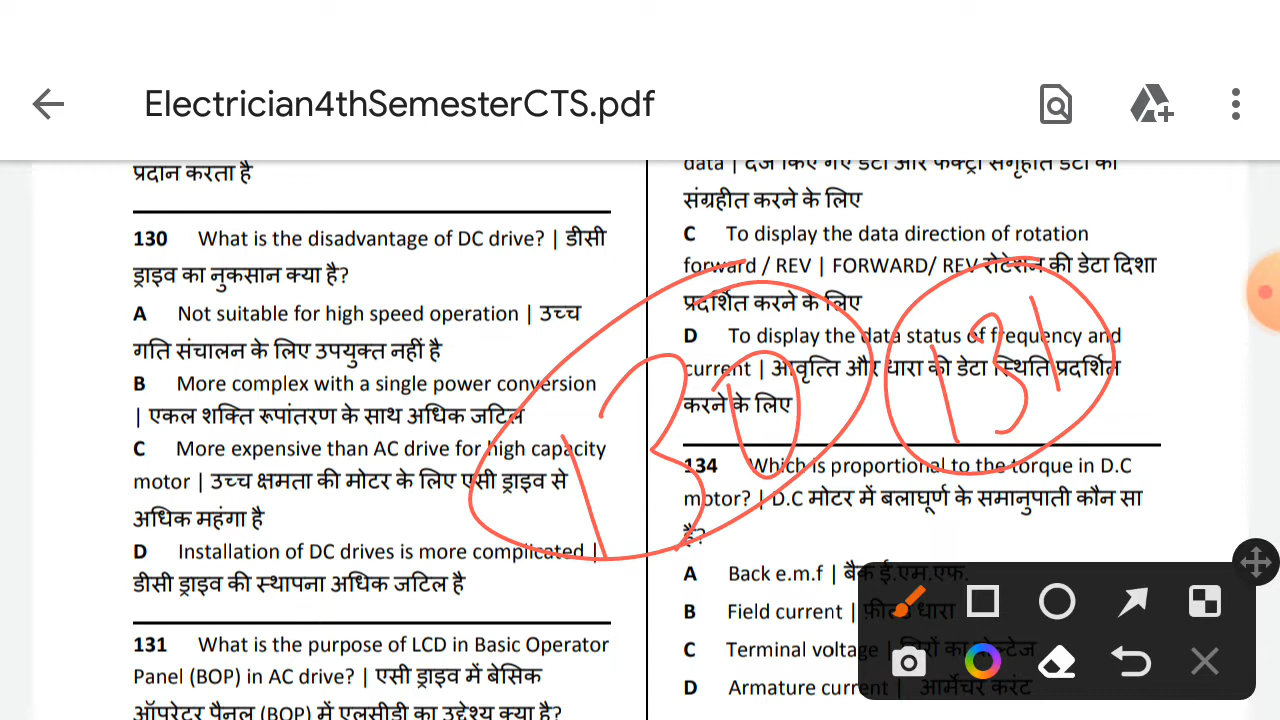 Electrician4thSemesterCTS.pdf
प्रदान करता है
130 What is the disadvantage of DC drive? | डीसी
ड्राइव का नुकसान क्या है?
A Not suitable for high speed operation | उच्च
गति संचालन के लिए उपयुक्त नहीं है
B More complex with a single power conversion
| एकल शक्ति रूपांतरण के साथ अधिक जटिल
C More expensive than AC drive for high capacity
motor | उच्च क्षमता की मोटर के लिए एसी ड्राइव से
अधिक महंगा है
D Installation of DC drives is more complicated |
डीसी ड्राइव की स्थापना अधिक जटिल है
131 What is the purpose of LCD in Basic Operator
Panel (BOP) in AC drive? | एसी ड्राइव में बेसिक
ऑपरेटर पैनल (BOP) में एलसीडी का उद्देश्य क्या है?
data | दर्ज किए गए डेटा और फैक्ट्री संगृहीत डेटा को
संग्रहीत करने के लिए
C To display the data direction of rotation
forward / REV | FORWARD/ REV रोटेशन की डेटा दिशा
प्रदर्शित करने के लिए
D To display the data status of frequency and
current | आवृत्ति और धारा की डेटा स्थिति प्रदर्शित
करने के लिए
134 Which is proportional to the torque in D.C
motor? | D.C मोटर में बलाघूर्ण के समानुपाती कौन सा
है?
A Back e.m.f | बैक ई.एम.एफ.
B Field current | फ़ील्ड धारा
C Terminal voltage | सिरों का वोल्टेज
D Armature current | आर्मेचर करंट
130
131